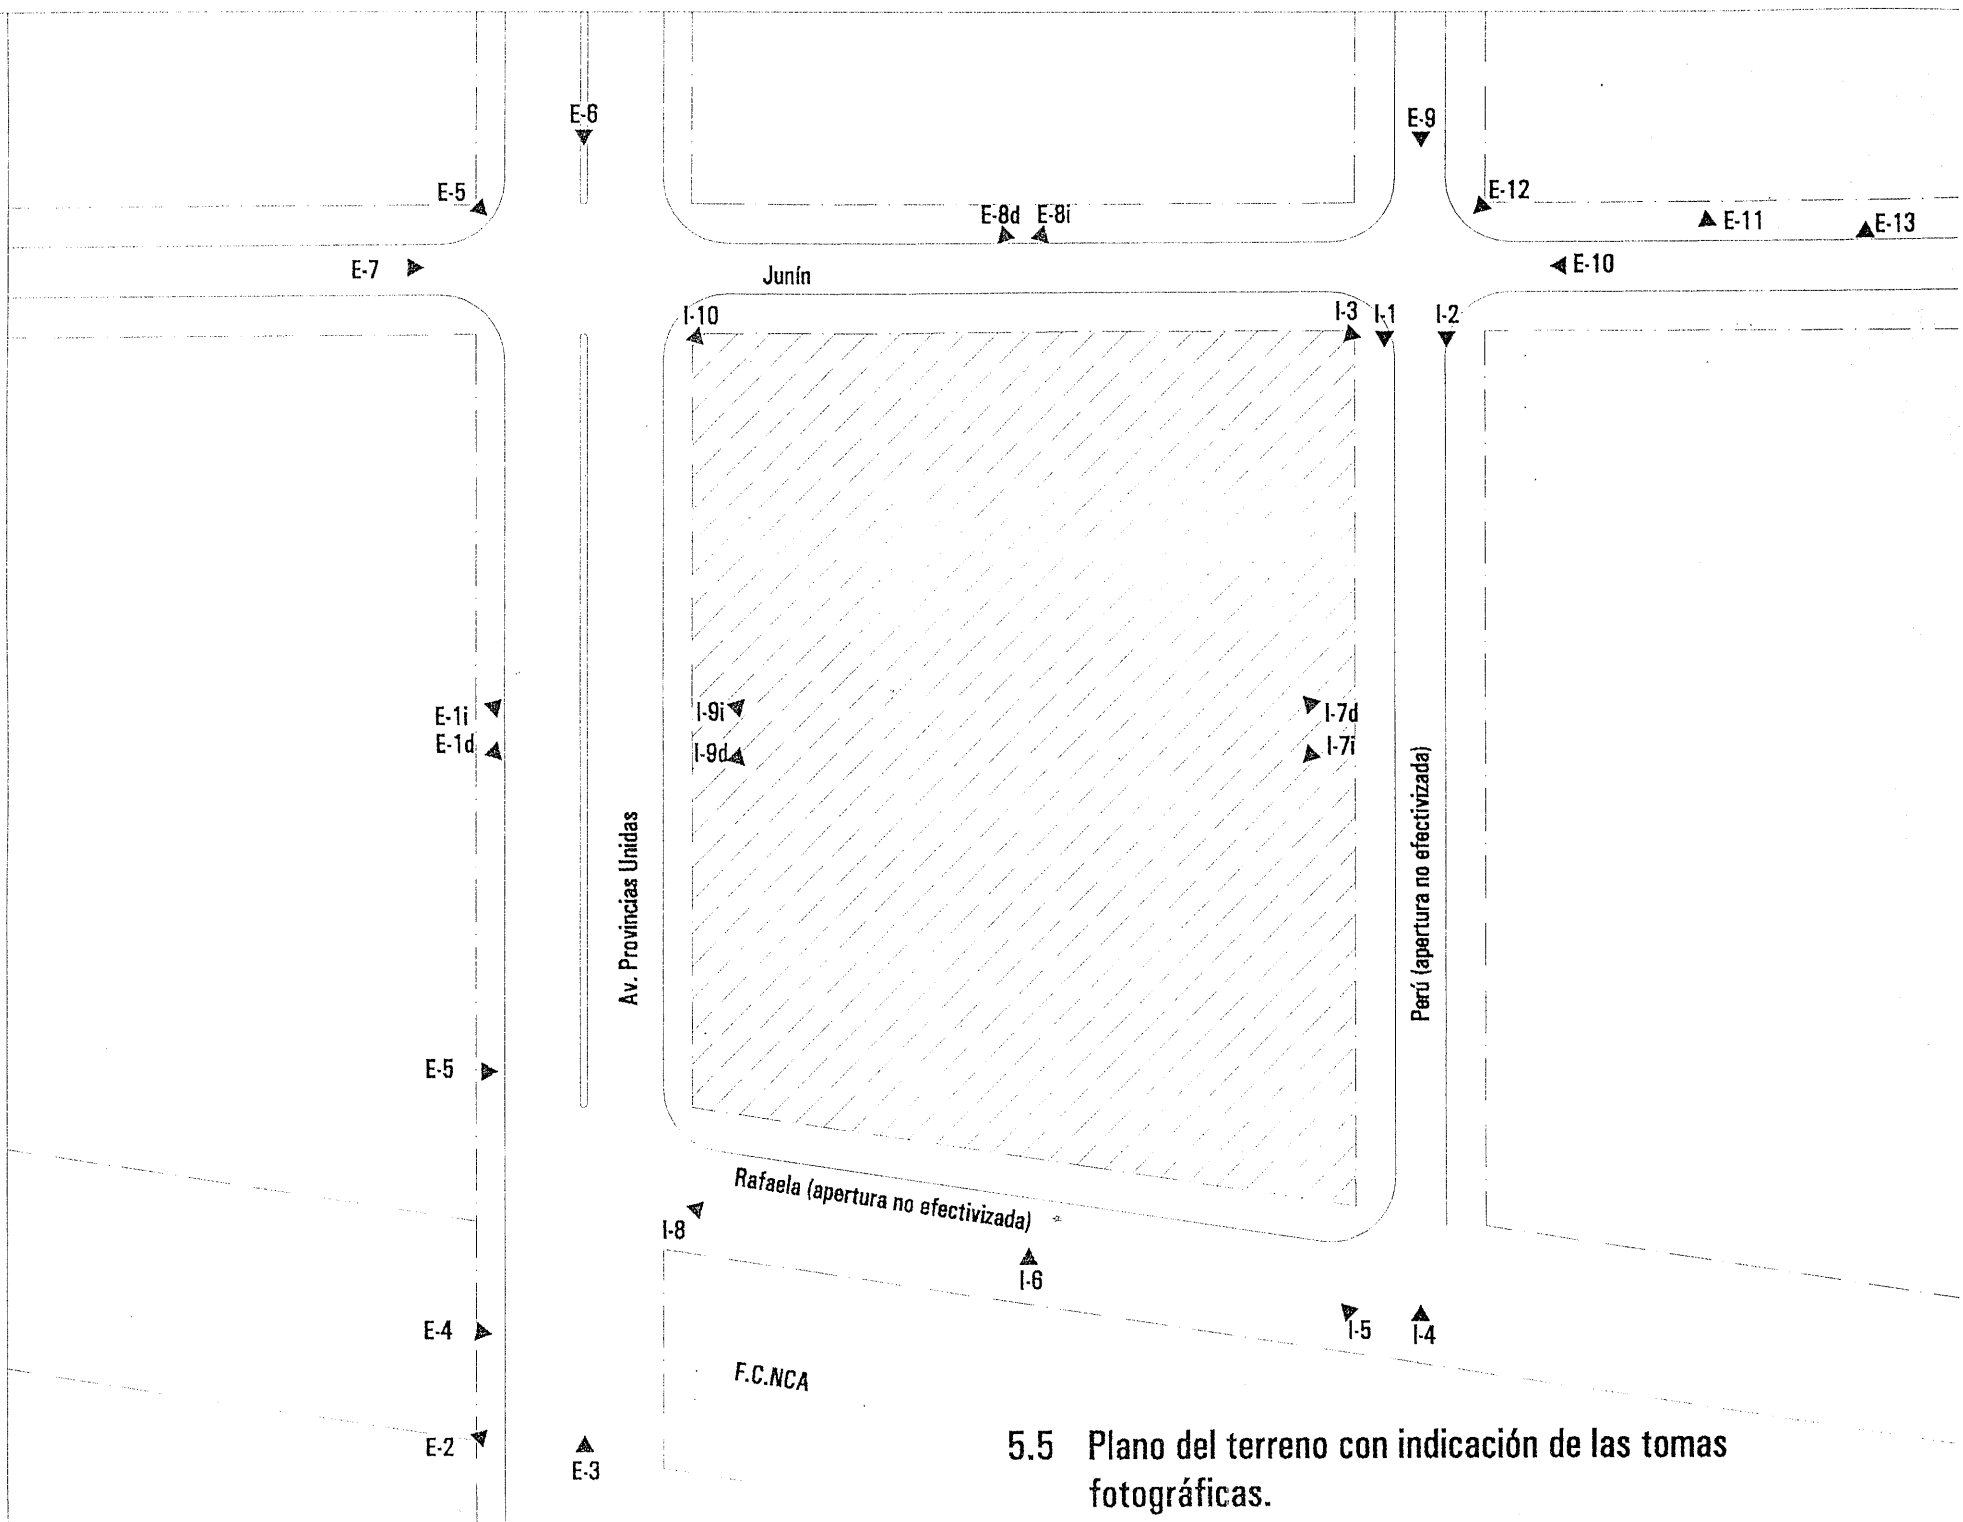 E-6
E-9
E-5
E-12
E-8d
E-8i
E-11
E-13
E-7
E-10
Junín
I-10
I-3
I-1
I-2
E-1i
E-1d
I-9i
I-9d
I-7d
I-7i
Av. Provincias Unidas
Perú (apertura no efectivizada)
E-5
Rafaela (apertura no efectivizada)
I-8
I-6
E-4
I-5
I-4
F.C.NCA
E-2
E-3
5.5 Plano del terreno con indicación de las tomas
fotográficas.